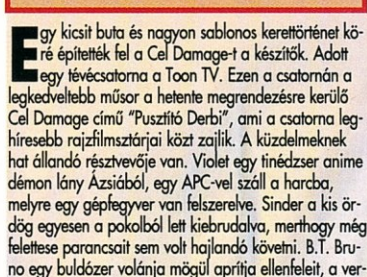 Egy kicsit buta és nagyon sablonos kerettörténet kö-
ré építették fel a Cel Damage-t a készítők. Adott
egy tévécsatorna a Toon TV. Ezen a csatornán a
legkedveltebb műsor a hetente megrendezésre kerülő
Cel Damage című "Pusztító Derbi", ami a csatorna leg-
híresebb rajzfilmsztárjai közt zajlik. A küzdelmeknek
hat állandó résztvevője van. Violet egy tinédzser anime
démon lány Ázsiából, egy APC-vel száll a harcba,
melyre egy gépfegyver van felszerelve. Sinder a kis ör-
dög egyesen a pokolból lett kiebrudalva, merthogy még
felettese parancsait sem volt hajlandó követni. B.T. Bru-
no egy buldózer volánja mögül aprítja ellenfeleit, a ver-